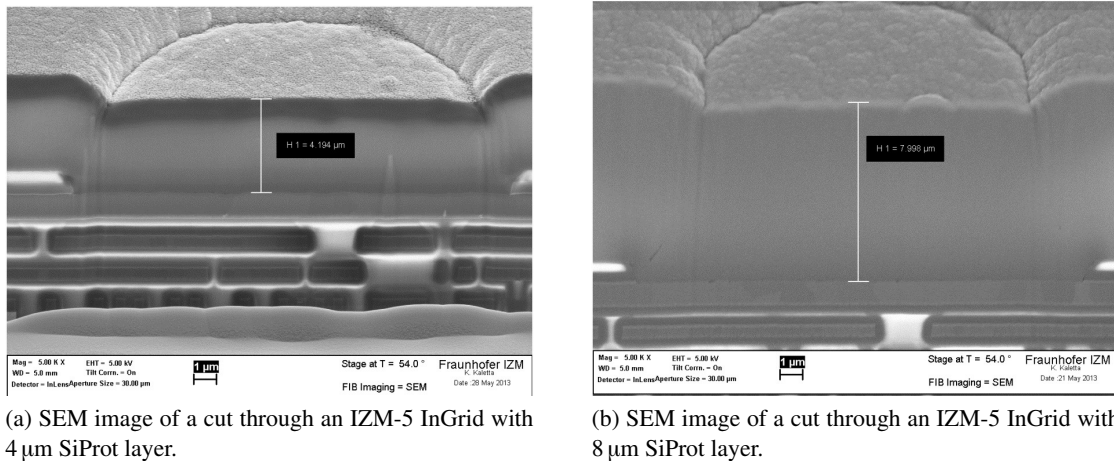 H 1 = 4.194 µm
Mag = 5.00 K X EHT = 5.00 kV 1 µm Stage at T = 54.0 ° Fraunhofer IZM
WD = 5.0 mm Tilt Corrn. = On K. Kaletta
Detector = InLens Aperture Size = 30.00 µm FIB Imaging = SEM Date :28 May 2013
(a) SEM image of a cut through an IZM-5 InGrid with
4 µm SiProt layer.
H 1 = 7.998 µm
Mag = 5.00 K X EHT = 5.00 kV 1 µm Stage at T = 54.0 ° Fraunhofer IZM
WD = 5.0 mm Tilt Corrn. = On K. Kaletta
Detector = InLens Aperture Size = 30.00 µm FIB Imaging = SEM Date :21 May 2013
(b) SEM image of a cut through an IZM-5 InGrid with
8 µm SiProt layer.